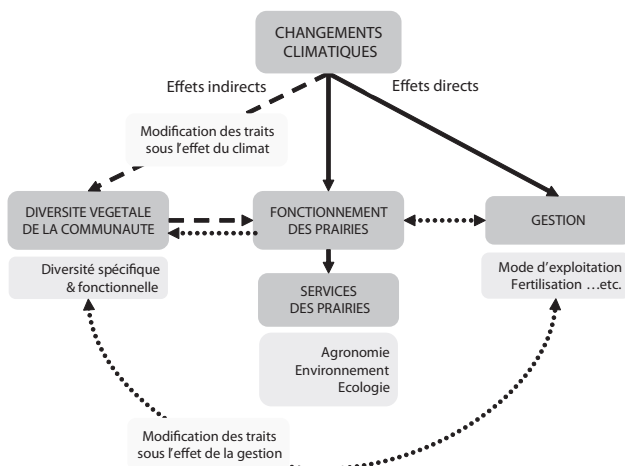 CHANGEMENTS
CLIMATIQUES
Effets indirects
Effets directs
Modification des traits
sous l'effet du climat
DIVERSITE VEGETALE
DE LA COMMUNAUTE
FONCTIONNEMENT
DES PRAIRIES
GESTION
Diversité spécifique
& fonctionnelle
Mode d'exploitation
Fertilisation ...etc.
SERVICES
DES PRAIRIES
Agronomie
Environnement
Ecologie
Modification des traits
sous l'effet de la gestion